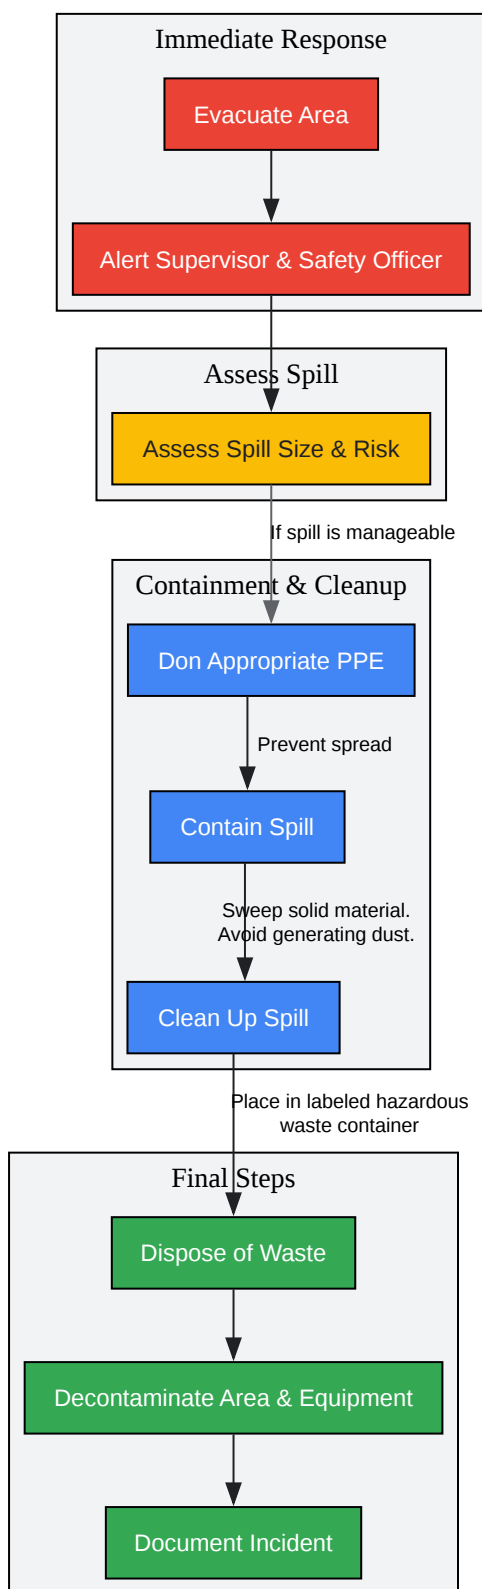 Immediate Response
Evacuate Area
Alert Supervisor & Safety Officer
Assess Spill
Assess Spill Size & Risk
If spill is manageable
Containment & Cleanup
Don Appropriate PPE
Prevent spread
Contain Spill
Sweep solid material.
Avoid generating dust.
Clean Up Spill
Place in labeled hazardous
waste container
Final Steps
Dispose of Waste
Decontaminate Area & Equipment
Document Incident